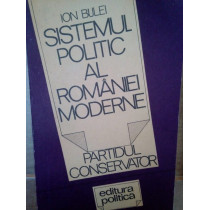 ION BULEI
SISTEMUL
POLITIC
AL
ROMÂNIEI
MODERNE
PARTIDUL
CONSERVATOR
editura
politică